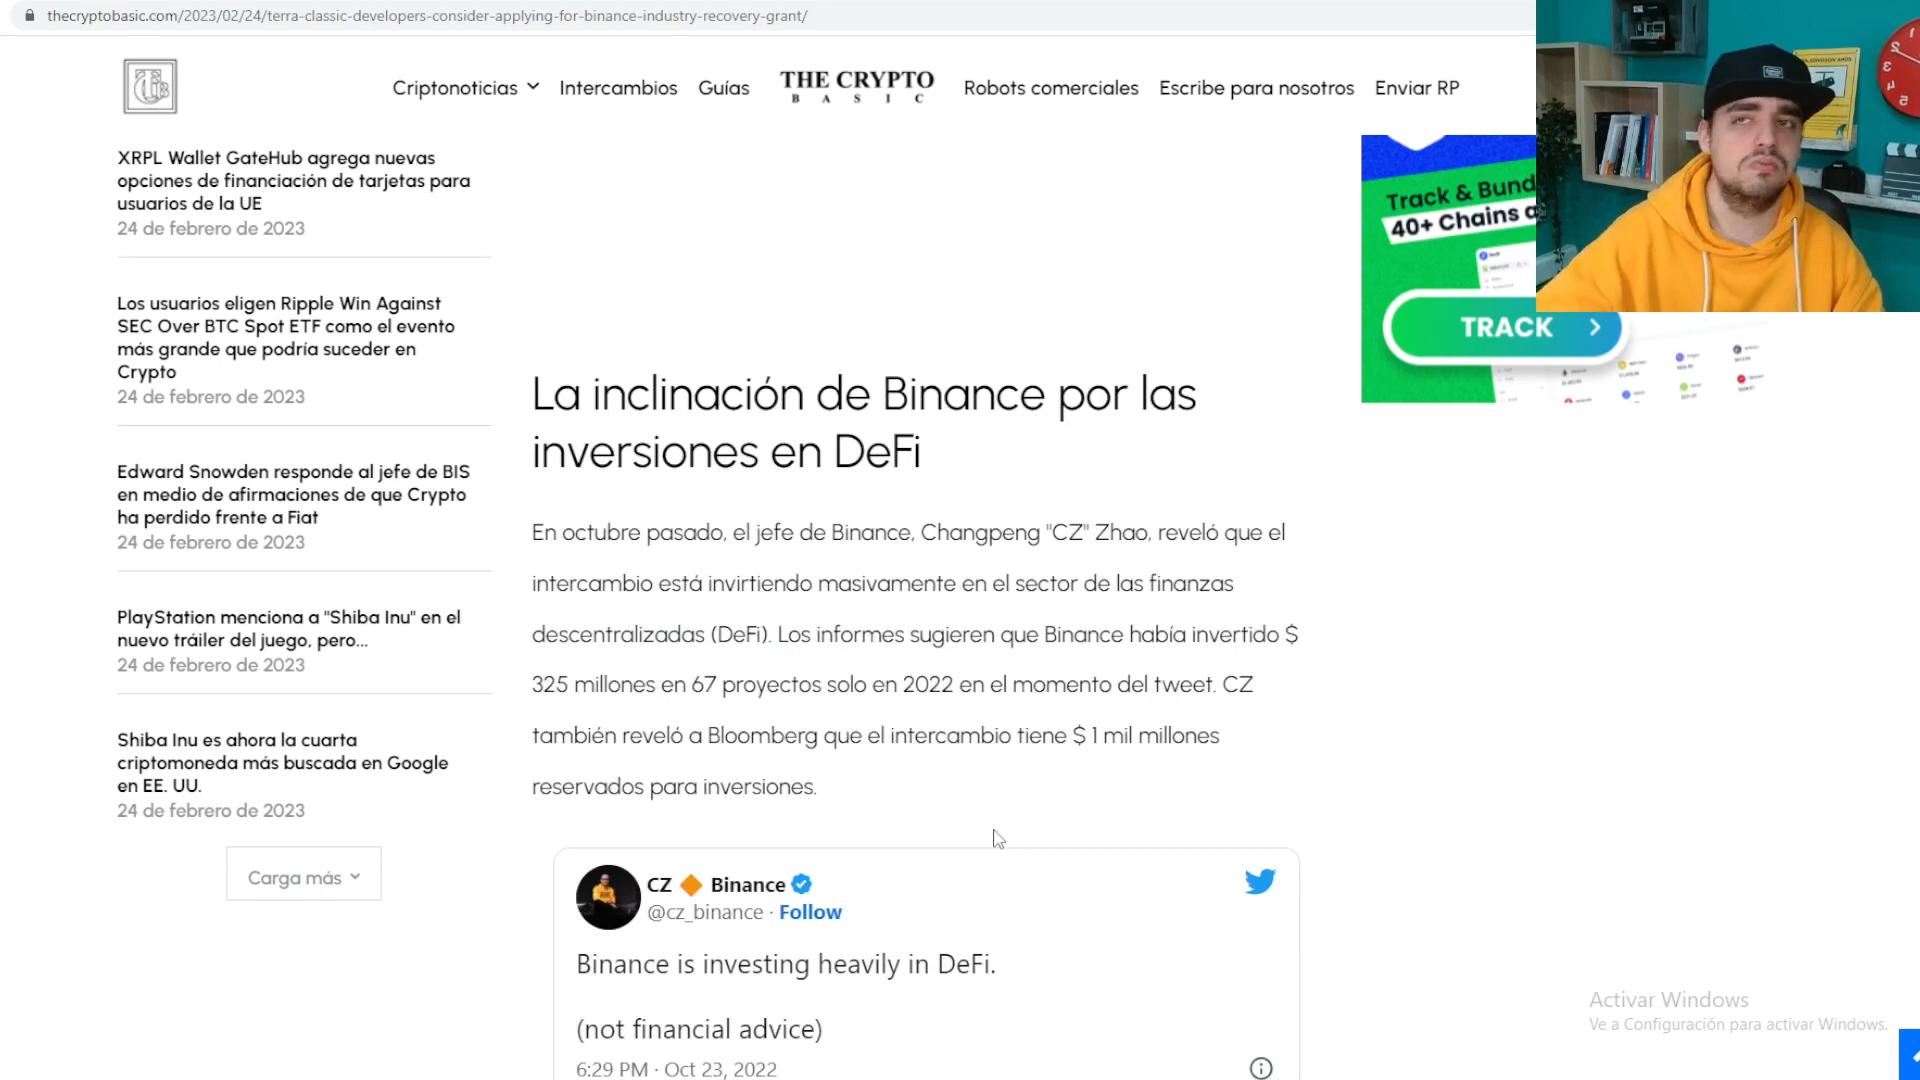 thecryptobasic.com/2023/02/24/terra-classic-developers-consider-applying-for-binance-industry-recovery-grant/
Criptonoticias
Intercambios
Guías
THE CRYPTO
BASIC
Robots comerciales
Escribe para nosotros
Enviar RP
XRPL Wallet GateHub agrega nuevas
opciones de financiación de tarjetas para
usuarios de la UE
24 de febrero de 2023
Los usuarios eligen Ripple Win Against
SEC Over BTC Spot ETF como el evento
más grande que podría suceder en
Crypto
24 de febrero de 2023
Edward Snowden responde al jefe de BIS
en medio de afirmaciones de que Crypto
ha perdido frente a Fiat
24 de febrero de 2023
PlayStation menciona a "Shiba Inu" en el
nuevo tráiler del juego, pero...
24 de febrero de 2023
Shiba Inu es ahora la cuarta
criptomoneda más buscada en Google
en EE. UU.
24 de febrero de 2023
Carga más
La inclinación de Binance por las
inversiones en DeFi
En octubre pasado, el jefe de Binance, Changpeng "CZ" Zhao, reveló que el
intercambio está invirtiendo masivamente en el sector de las finanzas
descentralizadas (DeFi). Los informes sugieren que Binance había invertido $
325 millones en 67 proyectos solo en 2022 en el momento del tweet. CZ
también reveló a Bloomberg que el intercambio tiene $ 1 mil millones
reservados para inversiones.
CZ 🔶 Binance
@cz_binance · Follow
Binance is investing heavily in DeFi.
(not financial advice)
6:29 PM · Oct 23, 2022
Track & Bund
40+ Chains a
TRACK
Activar Windows
Ve a Configuración para activar Windows.